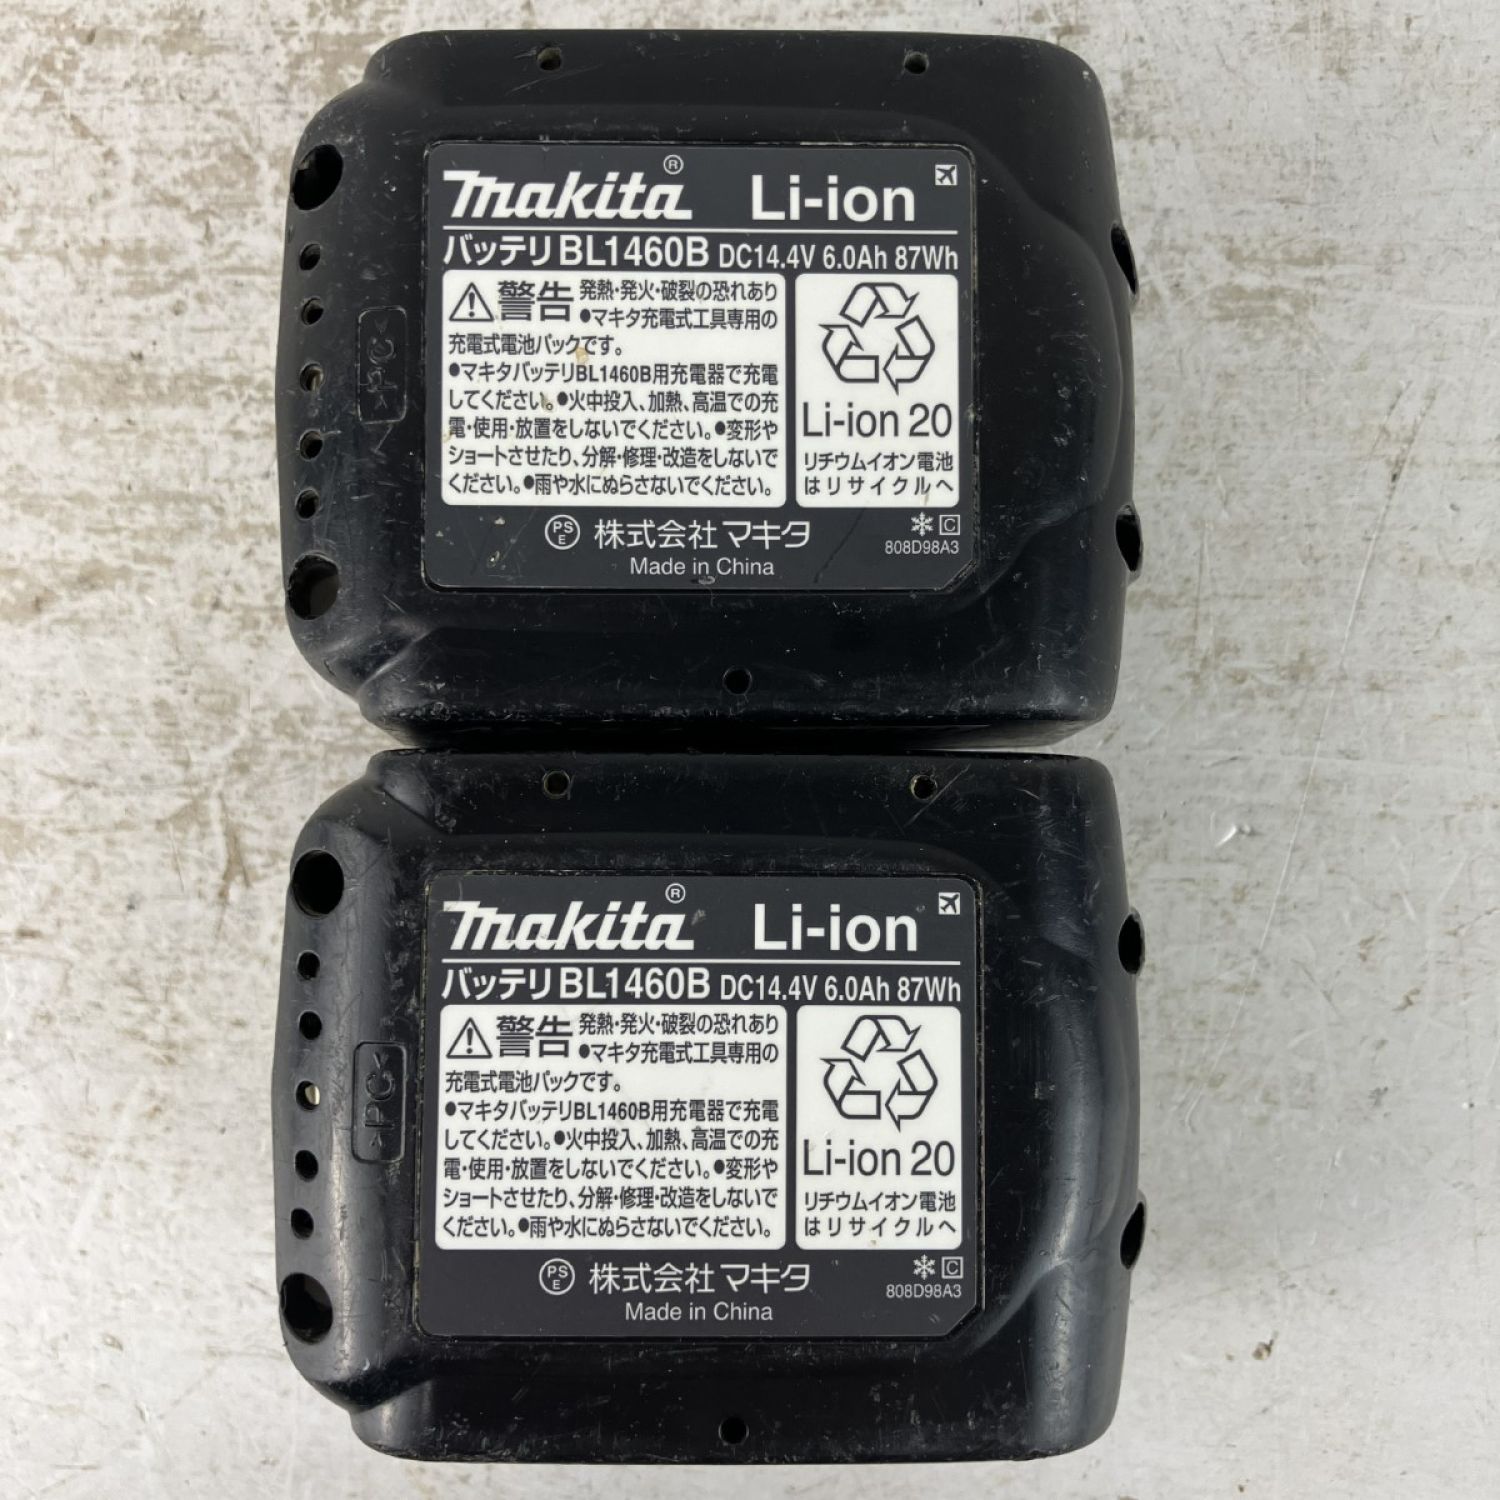 makita® Li-ion
バッテリBL1460B DC14.4V 6.0Ah 87Wh
警告 発熱・発火・破裂の恐れあり
●マキタ充電式工具専用の
充電式電池パックです。
●マキタバッテリBL1460B用充電器で充電
してください。●火中投入、加熱、高温での充
電・使用・放置をしないでください。●変形や
ショートさせたり、分解・修理・改造をしないで
ください。●雨や水にぬらさないでください。
Li-ion 20
リチウムイオン電池
はリサイクルへ
PS
E
株式会社マキタ
Made in China
C
808D98A3
>PC<
makita® Li-ion
バッテリBL1460B DC14.4V 6.0Ah 87Wh
警告 発熱・発火・破裂の恐れあり
●マキタ充電式工具専用の
充電式電池パックです。
●マキタバッテリBL1460B用充電器で充電
してください。●火中投入、加熱、高温での充
電・使用・放置をしないでください。●変形や
ショートさせたり、分解・修理・改造をしないで
ください。●雨や水にぬらさないでください。
Li-ion 20
リチウムイオン電池
はリサイクルへ
PS
E
株式会社マキタ
Made in China
C
808D98A3
>PC<